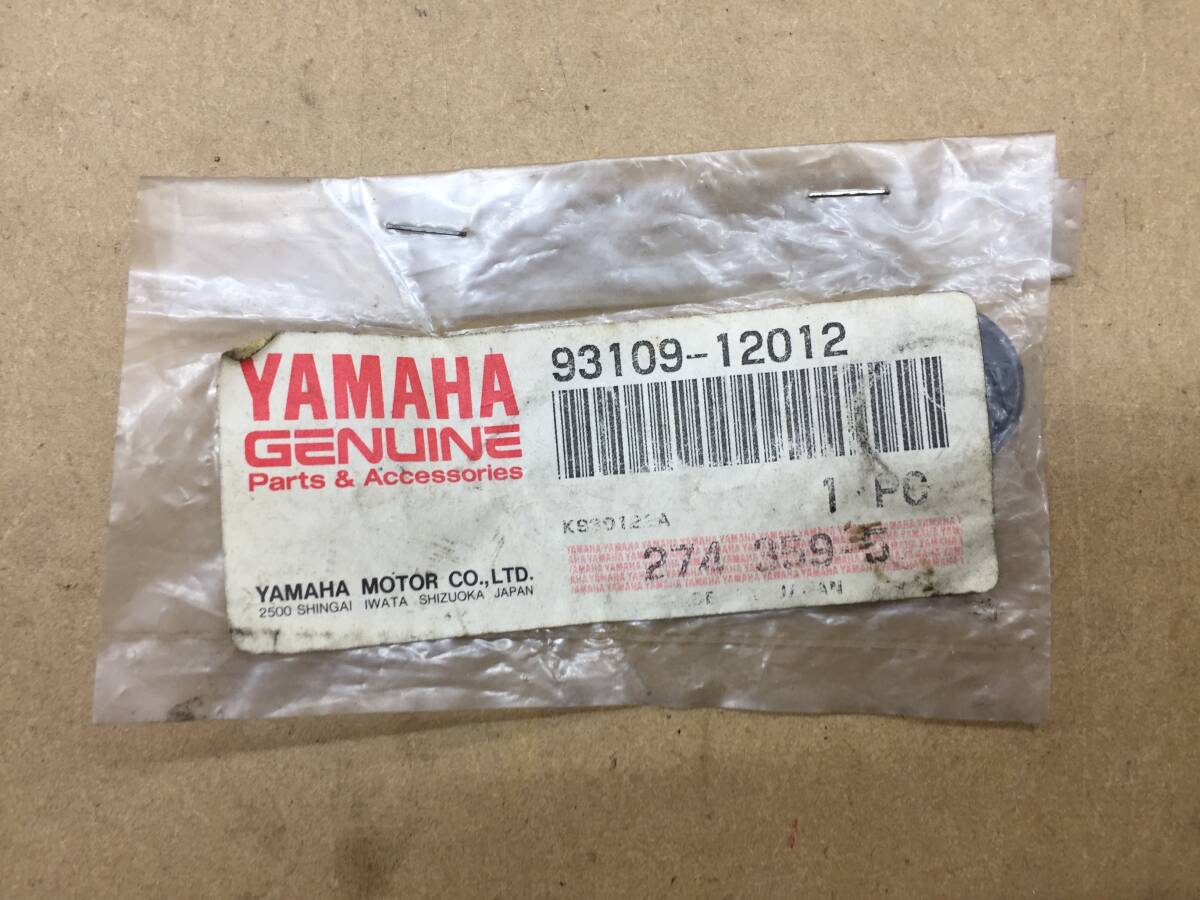 YAMAHA
GENUINE
Parts & Accessories
93109-12012
1 PC
274 359-5
YAMAHA MOTOR CO.,LTD.
2500 SHINGAI IWATA SHIZUOKA JAPAN
JAPAN